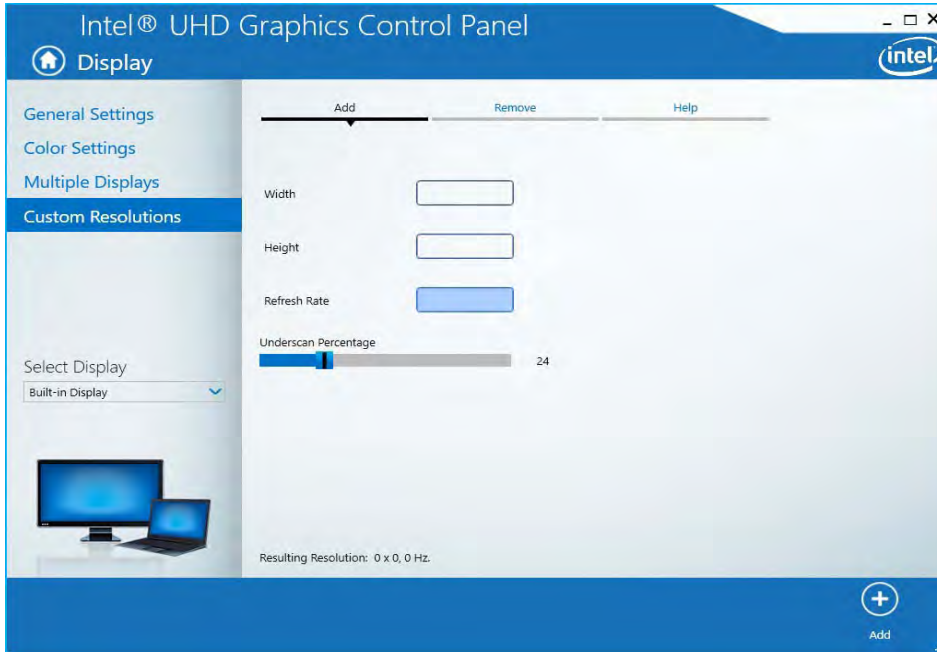 Intel® UHD Graphics Control Panel
intel
Display
General Settings
Color Settings
Multiple Displays
Custom Resolutions
Select Display
Built-in Display
Add
Remove
Help
Width
Height
Refresh Rate
Underscan Percentage
24
Resulting Resolution: 0 x 0, 0 Hz.
Add